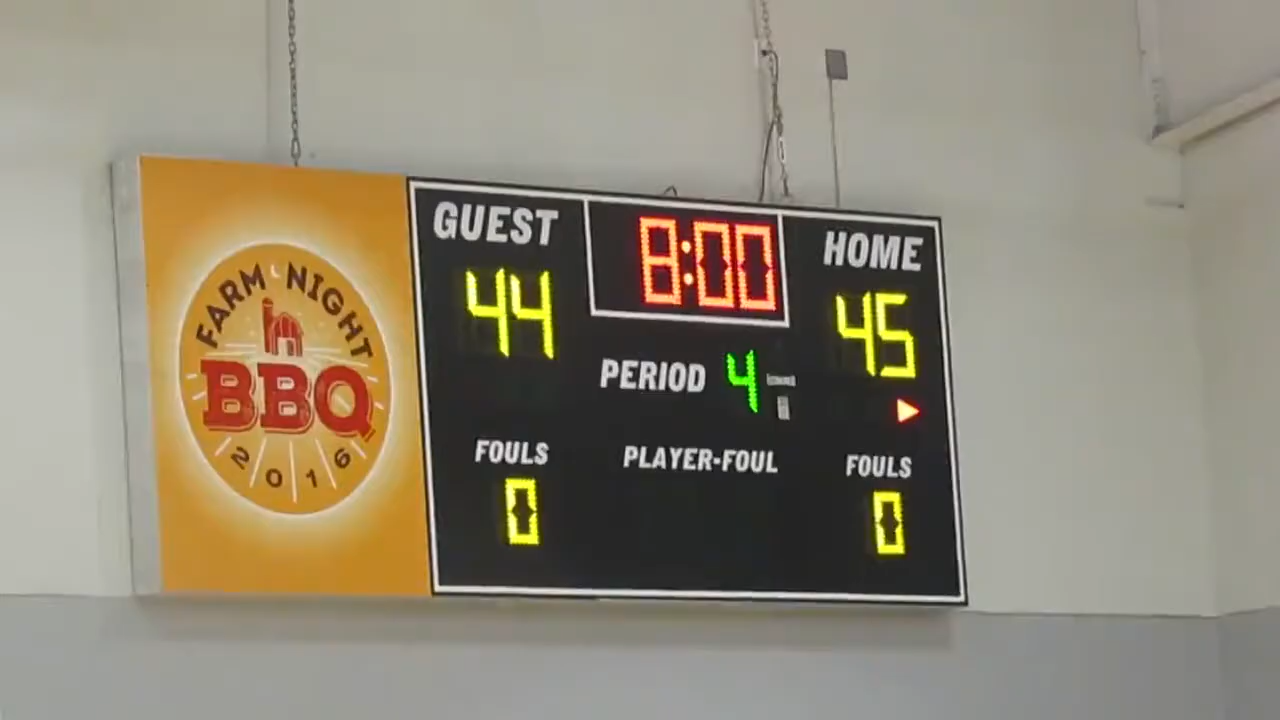 FARM NIGHT
BBQ
2016
GUEST
8:00
HOME
44
45
PERIOD 4
FOULS
PLAYER-FOUL
FOULS
0
0